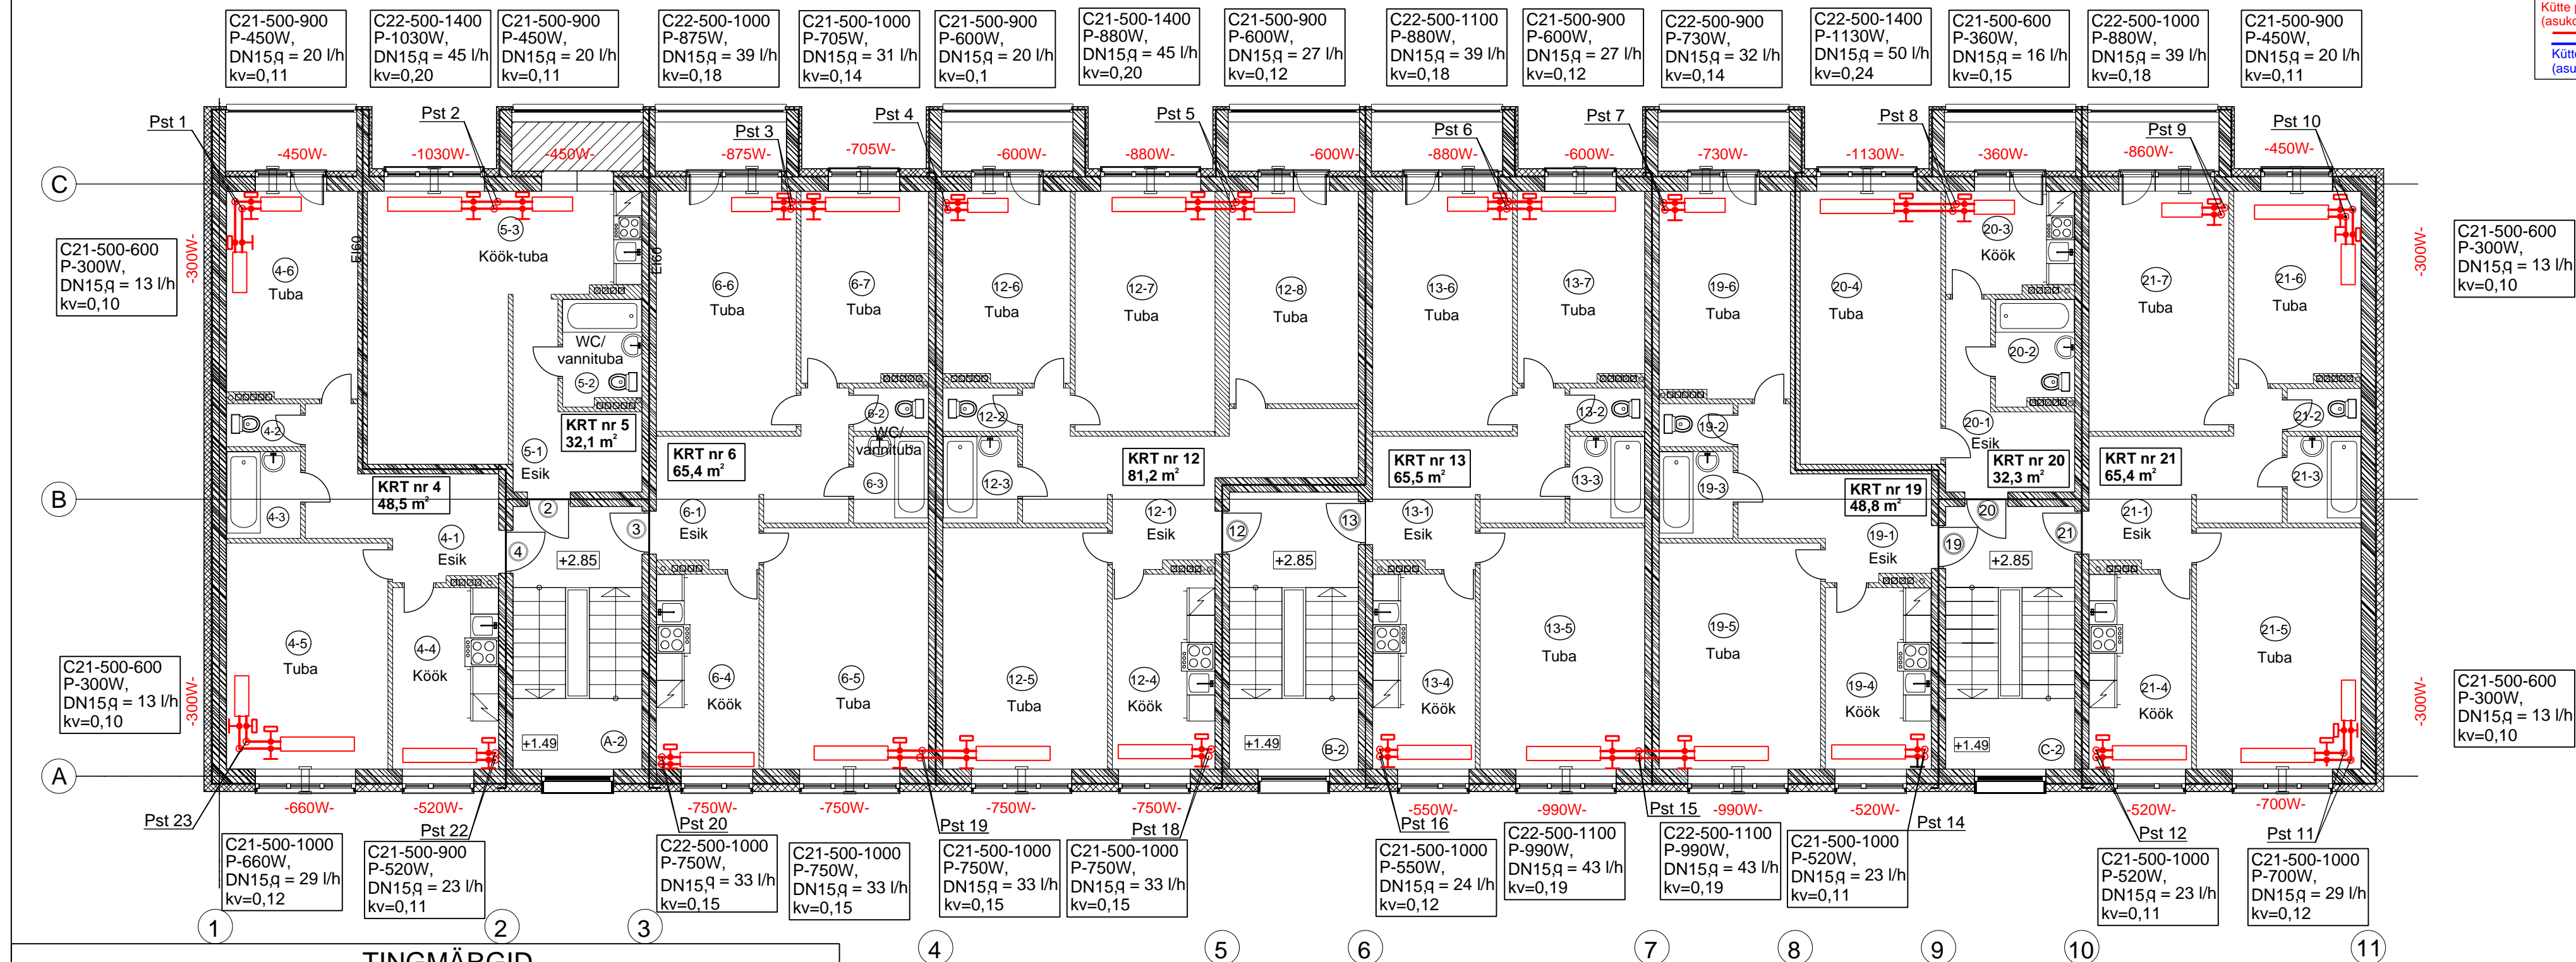 C21-500-900
P-450W,
DN15,q = 20 l/h
kv=0,11
C22-500-1400
P-1030W,
DN15,q = 45 l/h
kv=0,20
C21-500-900
P-450W,
DN15,q = 20 l/h
kv=0,11
C22-500-1000
P-875W,
DN15,q = 39 l/h
kv=0,18
C21-500-1000
P-705W,
DN15,q = 31 l/h
kv=0,14
C21-500-900
P-600W,
DN15,q = 20 l/h
kv=0,1
C21-500-1400
P-880W,
DN15,q = 45 l/h
kv=0,20
C21-500-900
P-600W,
DN15,q = 27 l/h
kv=0,12
C22-500-1100
P-880W,
DN15,q = 39 l/h
kv=0,18
C21-500-900
P-600W,
DN15,q = 27 l/h
kv=0,12
C22-500-900
P-730W,
DN15,q = 32 l/h
kv=0,14
C22-500-1400
P-1130W,
DN15,q = 50 l/h
kv=0,24
C21-500-600
P-360W,
DN15,q = 16 l/h
kv=0,15
C22-500-1000
P-880W,
DN15,q = 39 l/h
kv=0,18
C21-500-900
P-450W,
DN15,q = 20 l/h
kv=0,11
Kütte
Pst 1
Pst 2
Pst 3
Pst 4
Pst 5
Pst 6
Pst 7
Pst 8
Pst 9
Pst 10
-450W-
-1030W-
-450W-
-875W-
-705W-
-600W-
-880W-
-600W-
-880W-
-600W-
-730W-
-1130W-
-360W-
-860W-
-450W-
C
C21-500-600
P-300W,
DN15,q = 13 l/h
kv=0,10
-300W-
4-6
Tuba
EI60
5-3
Köök-tuba
EI60
6-6
Tuba
6-7
Tuba
12-6
Tuba
12-7
Tuba
12-8
Tuba
13-6
Tuba
13-7
Tuba
19-6
Tuba
20-4
Tuba
20-3
Köök
21-7
Tuba
21-6
Tuba
-300W-
C21-500-600
P-300W,
DN15,q = 13 l/h
kv=0,10
WC/
vannituba
5-2
20-2
4-2
KRT nr 5
32,1 m²
6-2
WC/
vannituba
12-2
13-2
19-2
20-1
Esik
21-2
5-1
Esik
KRT nr 6
65,4 m²
6-3
KRT nr 12
81,2 m²
12-3
KRT nr 13
65,5 m²
13-3
19-3
KRT nr 20
32,3 m²
KRT nr 21
65,4 m²
21-3
KRT nr 4
48,5 m²
KRT nr 19
48,8 m²
B
4-3
4-1
Esik
2
3
4
+2.85
6-1
Esik
12-1
Esik
12
13
+2.85
13-1
Esik
19-1
Esik
19
20
21
+2.85
21-1
Esik
4-5
Tuba
4-4
Köök
6-4
Köök
6-5
Tuba
12-5
Tuba
12-4
Köök
13-4
Köök
13-5
Tuba
19-5
Tuba
19-4
Köök
21-4
Köök
21-5
Tuba
C21-500-600
P-300W,
DN15,q = 13 l/h
kv=0,10
-300W-
-300W-
C21-500-600
P-300W,
DN15,q = 13 l/h
kv=0,10
+1.49
A-2
+1.49
B-2
+1.49
C-2
A
-660W-
-520W-
-750W-
-750W-
-750W-
-750W-
-550W-
-990W-
-990W-
-520W-
-520W-
-700W-
Pst 23
Pst 22
Pst 20
Pst 19
Pst 18
Pst 16
Pst 15
Pst 14
Pst 12
Pst 11
C21-500-1000
P-660W,
DN15,q = 29 l/h
kv=0,12
C21-500-900
P-520W,
DN15,q = 23 l/h
kv=0,11
C22-500-1000
P-750W,
DN15,q = 33 l/h
kv=0,15
C21-500-1000
P-750W,
DN15,q = 33 l/h
kv=0,15
C21-500-1000
P-750W,
DN15,q = 33 l/h
kv=0,15
C21-500-1000
P-750W,
DN15,q = 33 l/h
kv=0,15
C21-500-1000
P-550W,
DN15,q = 24 l/h
kv=0,12
C22-500-1100
P-990W,
DN15,q = 43 l/h
kv=0,19
C22-500-1100
P-990W,
DN15,q = 43 l/h
kv=0,19
C21-500-1000
P-520W,
DN15,q = 23 l/h
kv=0,11
C21-500-1000
P-520W,
DN15,q = 23 l/h
kv=0,11
C21-500-1000
P-700W,
DN15,q = 29 l/h
kv=0,12
1
2
3
4
5
6
7
8
9
10
11
TINGMÄRGID